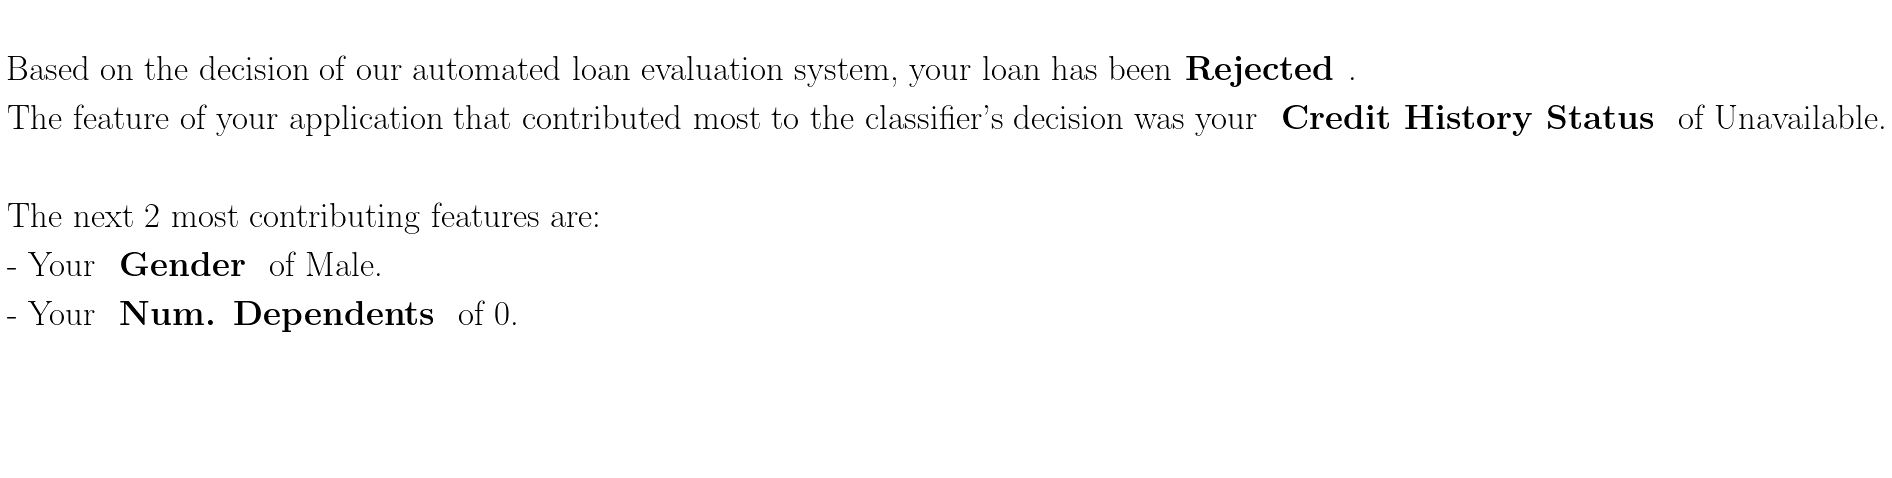 Based on the decision of our automated loan evaluation system, your loan has been Rejected .
The feature of your application that contributed most to the classifier's decision was your Credit History Status of Unavailable.
The next 2 most contributing features are:
- Your Gender of Male.
- Your Num. Dependents of 0.